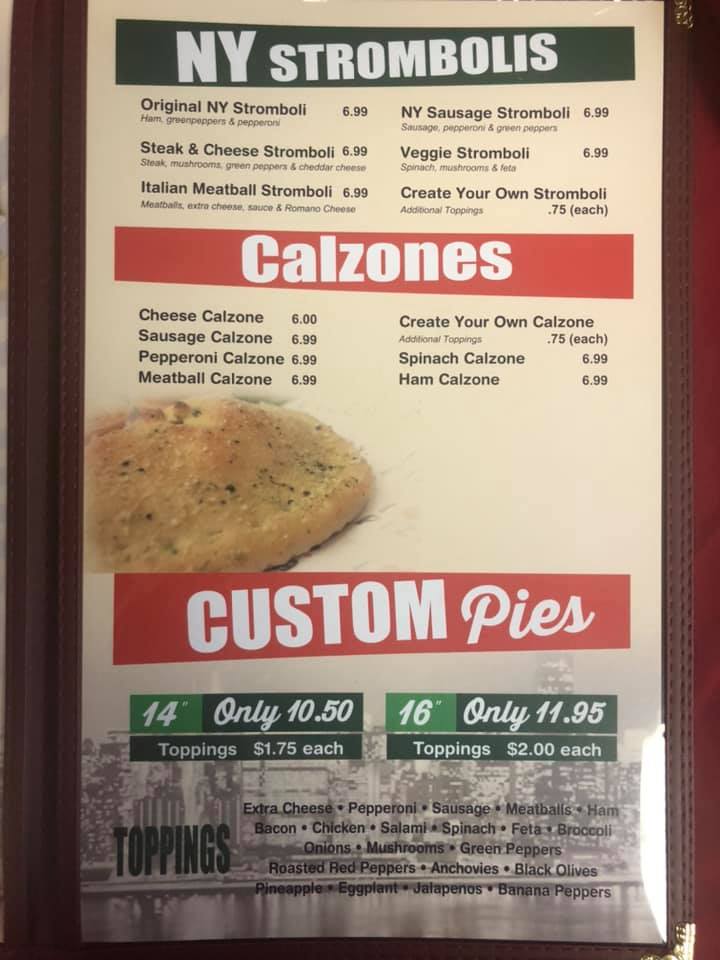 NY STROMBOLIS
Original NY Stromboli 6.99
Ham, greenpeppers & pepperoni
Steak & Cheese Stromboli 6.99
Steak, mushrooms, green peppers & cheddar cheese
Italian Meatball Stromboli 6.99
Meatballs, extra cheese, sauce & Romano Cheese
NY Sausage Stromboli 6.99
Sausage, pepperoni & green peppers
Veggie Stromboli 6.99
Spinach, mushrooms & feta
Create Your Own Stromboli
Additional Toppings .75 (each)
Calzones
Cheese Calzone 6.00
Sausage Calzone 6.99
Pepperoni Calzone 6.99
Meatball Calzone 6.99
Create Your Own Calzone
Additional Toppings .75 (each)
Spinach Calzone 6.99
Ham Calzone 6.99
CUSTOM Pies
14" Only 10.50
Toppings $1.75 each
16" Only 11.95
Toppings $2.00 each
TOPPINGS
Extra Cheese • Pepperoni • Sausage • Meatballs • Ham
Bacon • Chicken • Salami • Spinach • Feta • Broccoli
Onions • Mushrooms • Green Peppers
Roasted Red Peppers • Anchovies • Black Olives
Pineapple • Eggplant • Jalapenos • Banana Peppers